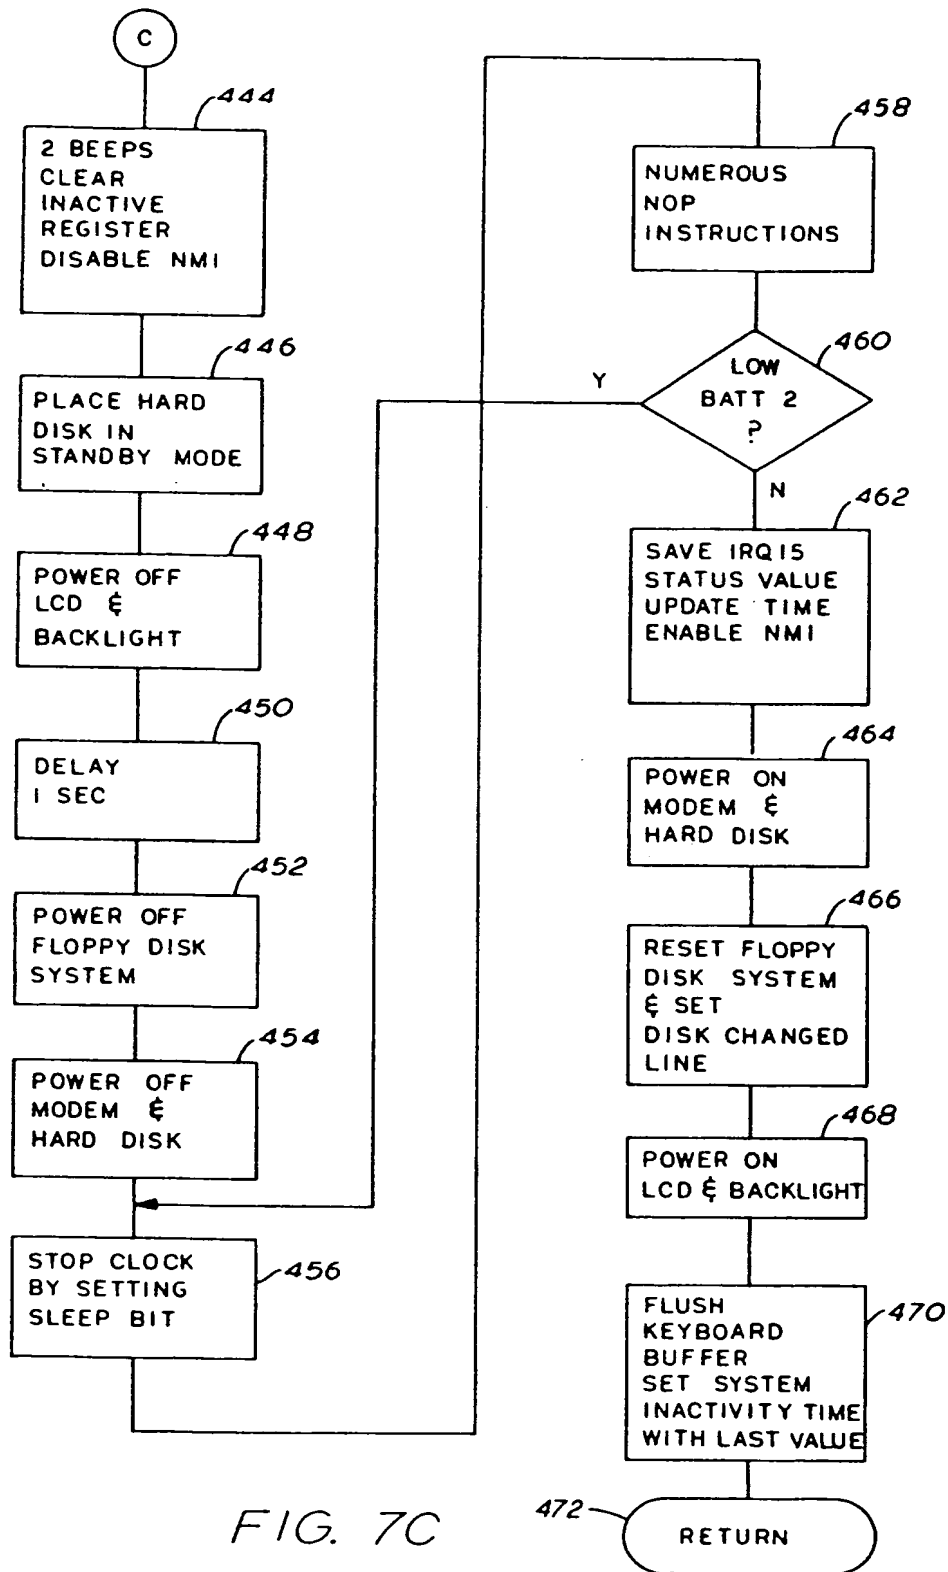 C
444
2 BEEPS
CLEAR
INACTIVE
REGISTER
DISABLE NMI
446
PLACE HARD
DISK IN
STANDBY MODE
448
POWER OFF
LCD &
BACKLIGHT
450
DELAY
1 SEC
452
POWER OFF
FLOPPY DISK
SYSTEM
454
POWER OFF
MODEM &
HARD DISK
STOP CLOCK
BY SETTING
SLEEP BIT
456
458
NUMEROUS
NOP
INSTRUCTIONS
460
LOW
BATT 2
?
Y
N
462
SAVE IRQ15
STATUS VALUE
UPDATE TIME
ENABLE NMI
464
POWER ON
MODEM &
HARD DISK
466
RESET FLOPPY
DISK SYSTEM
& SET
DISK CHANGED
LINE
468
POWER ON
LCD & BACKLIGHT
470
FLUSH
KEYBOARD
BUFFER
SET SYSTEM
INACTIVITY TIME
WITH LAST VALUE
472
RETURN
FIG. 7C